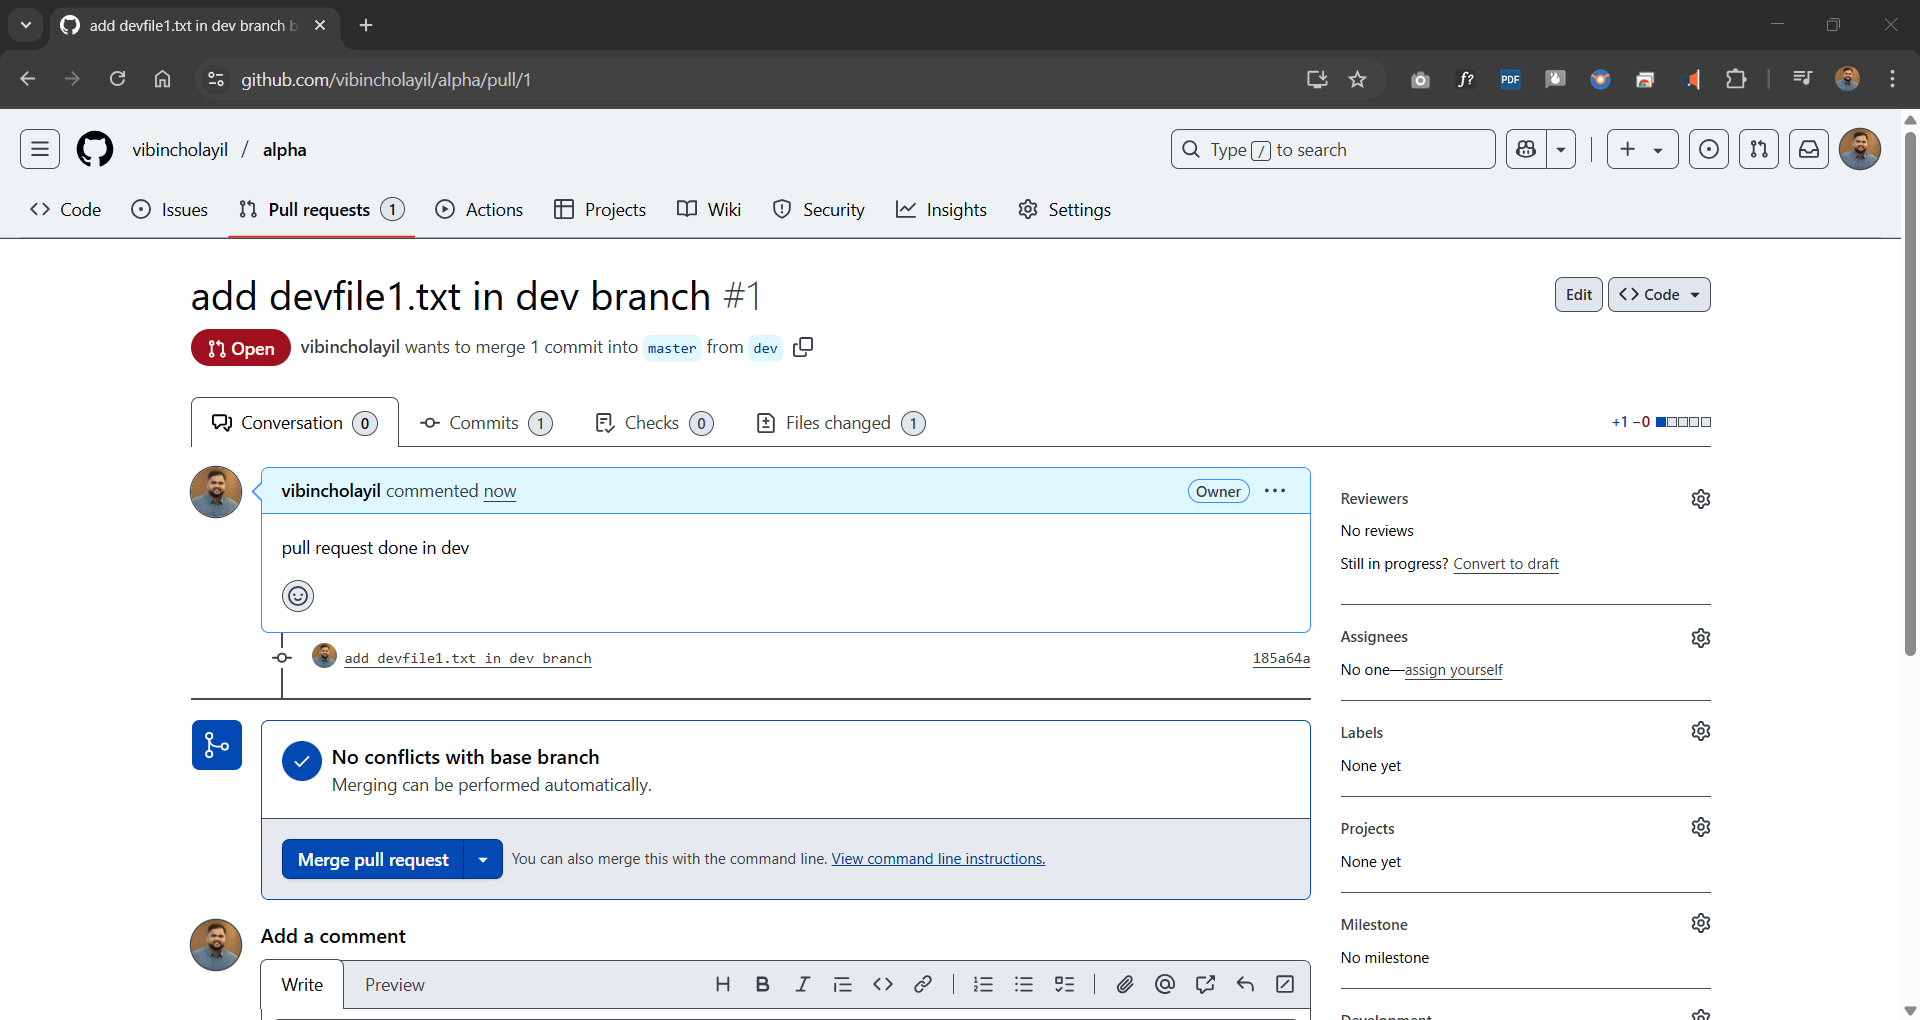 add devfile1.txt in dev branch b
github.com/vibincholayil/alpha/pull/1
f?
PDF
vibincholayil / alpha
Type / to search
Code
Issues
Pull requests 1
Actions
Projects
Wiki
Security
Insights
Settings
add devfile1.txt in dev branch #1
Edit
Code
Open
vibincholayil wants to merge 1 commit into master from dev
Conversation 0
Commits 1
Checks 0
Files changed 1
+1 −0
vibincholayil commented now
Owner
pull request done in dev
add devfile1.txt in dev branch
185a64a
No conflicts with base branch
Merging can be performed automatically.
Merge pull request
You can also merge this with the command line. View command line instructions.
Add a comment
Write
Preview
H B I
Reviewers
No reviews
Still in progress? Convert to draft
Assignees
No one—assign yourself
Labels
None yet
Projects
None yet
Milestone
No milestone
Development